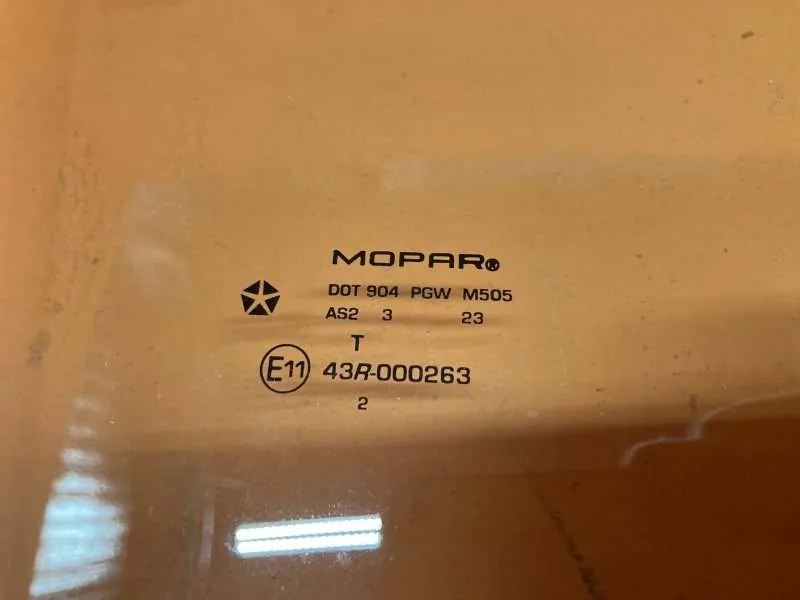 MOPAR®
DOT 904 PGW M505
AS2 3 23
T
E11 43R-000263
2